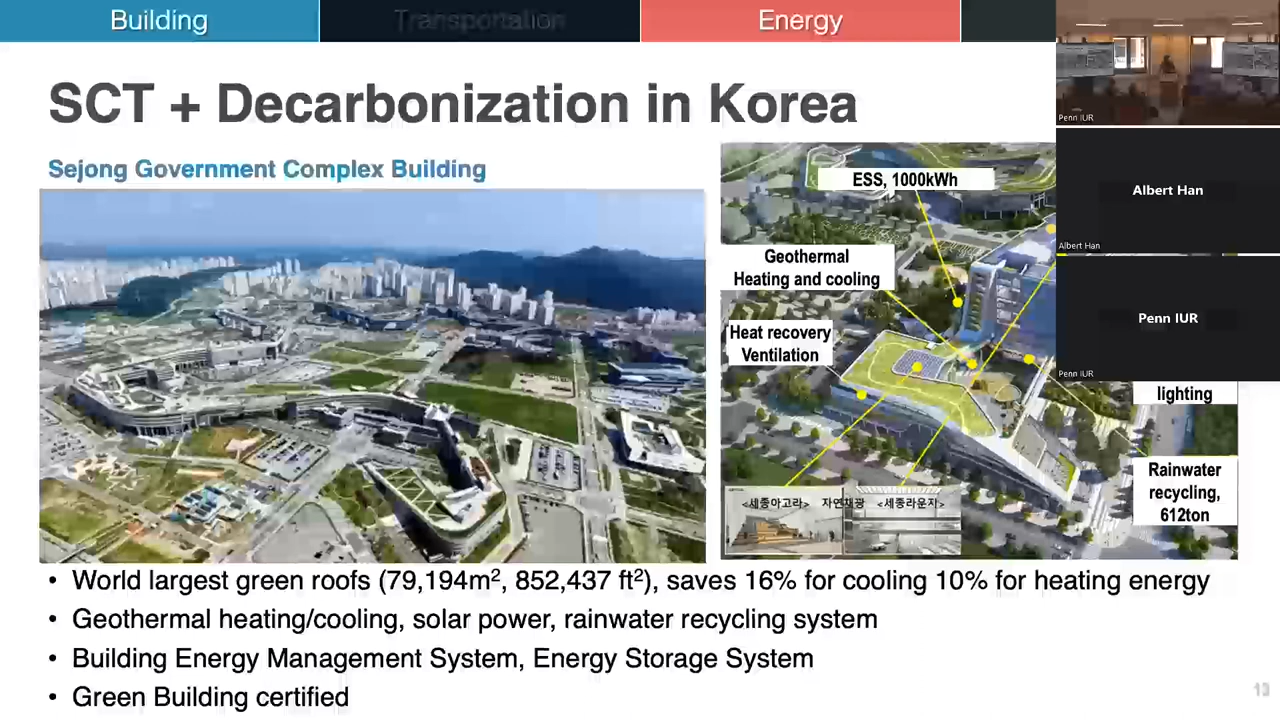 Building
Transportation
Energy
SCT + Decarbonization in Korea
Sejong Government Complex Building
ESS, 1000kWh
Geothermal
Heating and cooling
Heat recovery
Ventilation
lighting
Rainwater
recycling,
612ton
<세종아고라> 자연채광 <세종라운지>
• World largest green roofs (79,194m², 852,437 ft²), saves 16% for cooling 10% for heating energy
• Geothermal heating/cooling, solar power, rainwater recycling system
• Building Energy Management System, Energy Storage System
• Green Building certified
13
Penn IUR
Albert Han
Albert Han
Penn IUR
Penn IUR